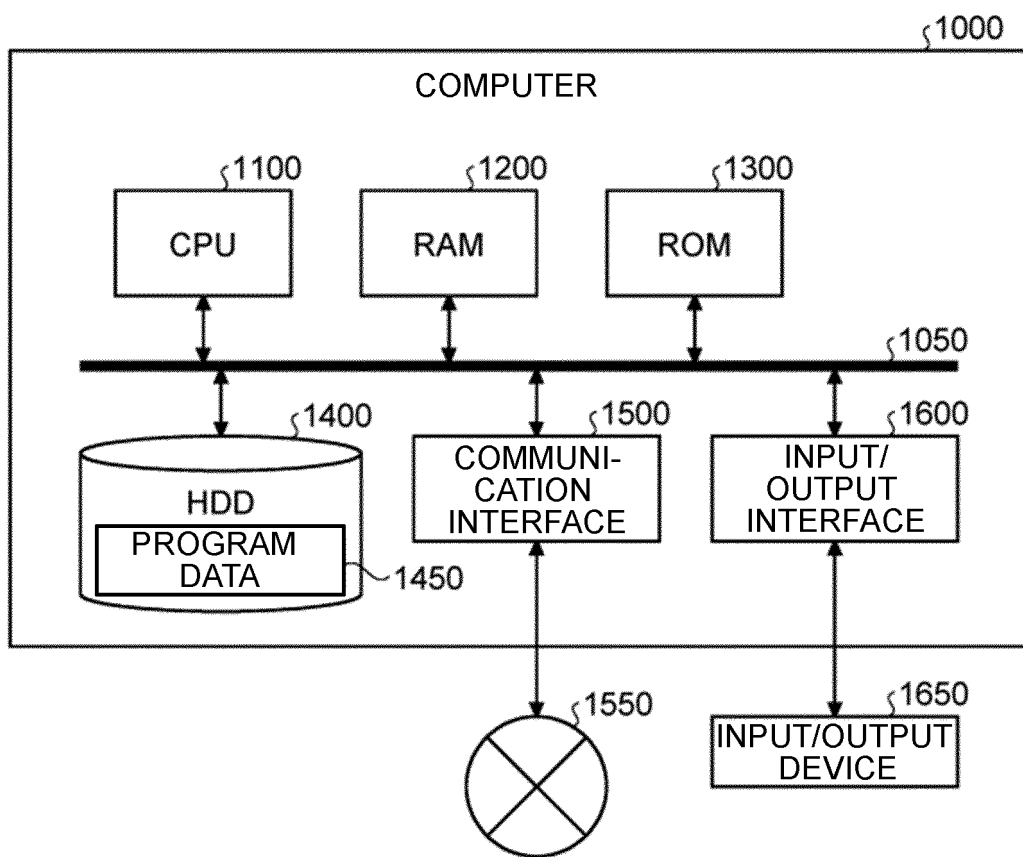 1000
COMPUTER
1100
1200
1300
CPU
RAM
ROM
1050
1400
1500
1600
HDD
PROGRAM
DATA
1450
COMMUNI-
CATION
INTERFACE
INPUT/
OUTPUT
INTERFACE
1550
1650
INPUT/OUTPUT
DEVICE